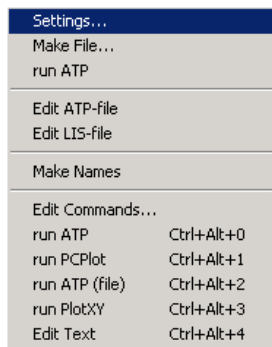 Settings...
Make File...
run ATP
Edit ATP-file
Edit LIS-file
Make Names
Edit Commands...
run ATP Ctrl+Alt+0
run PCPlot Ctrl+Alt+1
run ATP (file) Ctrl+Alt+2
run PlotXY Ctrl+Alt+3
Edit Text Ctrl+Alt+4